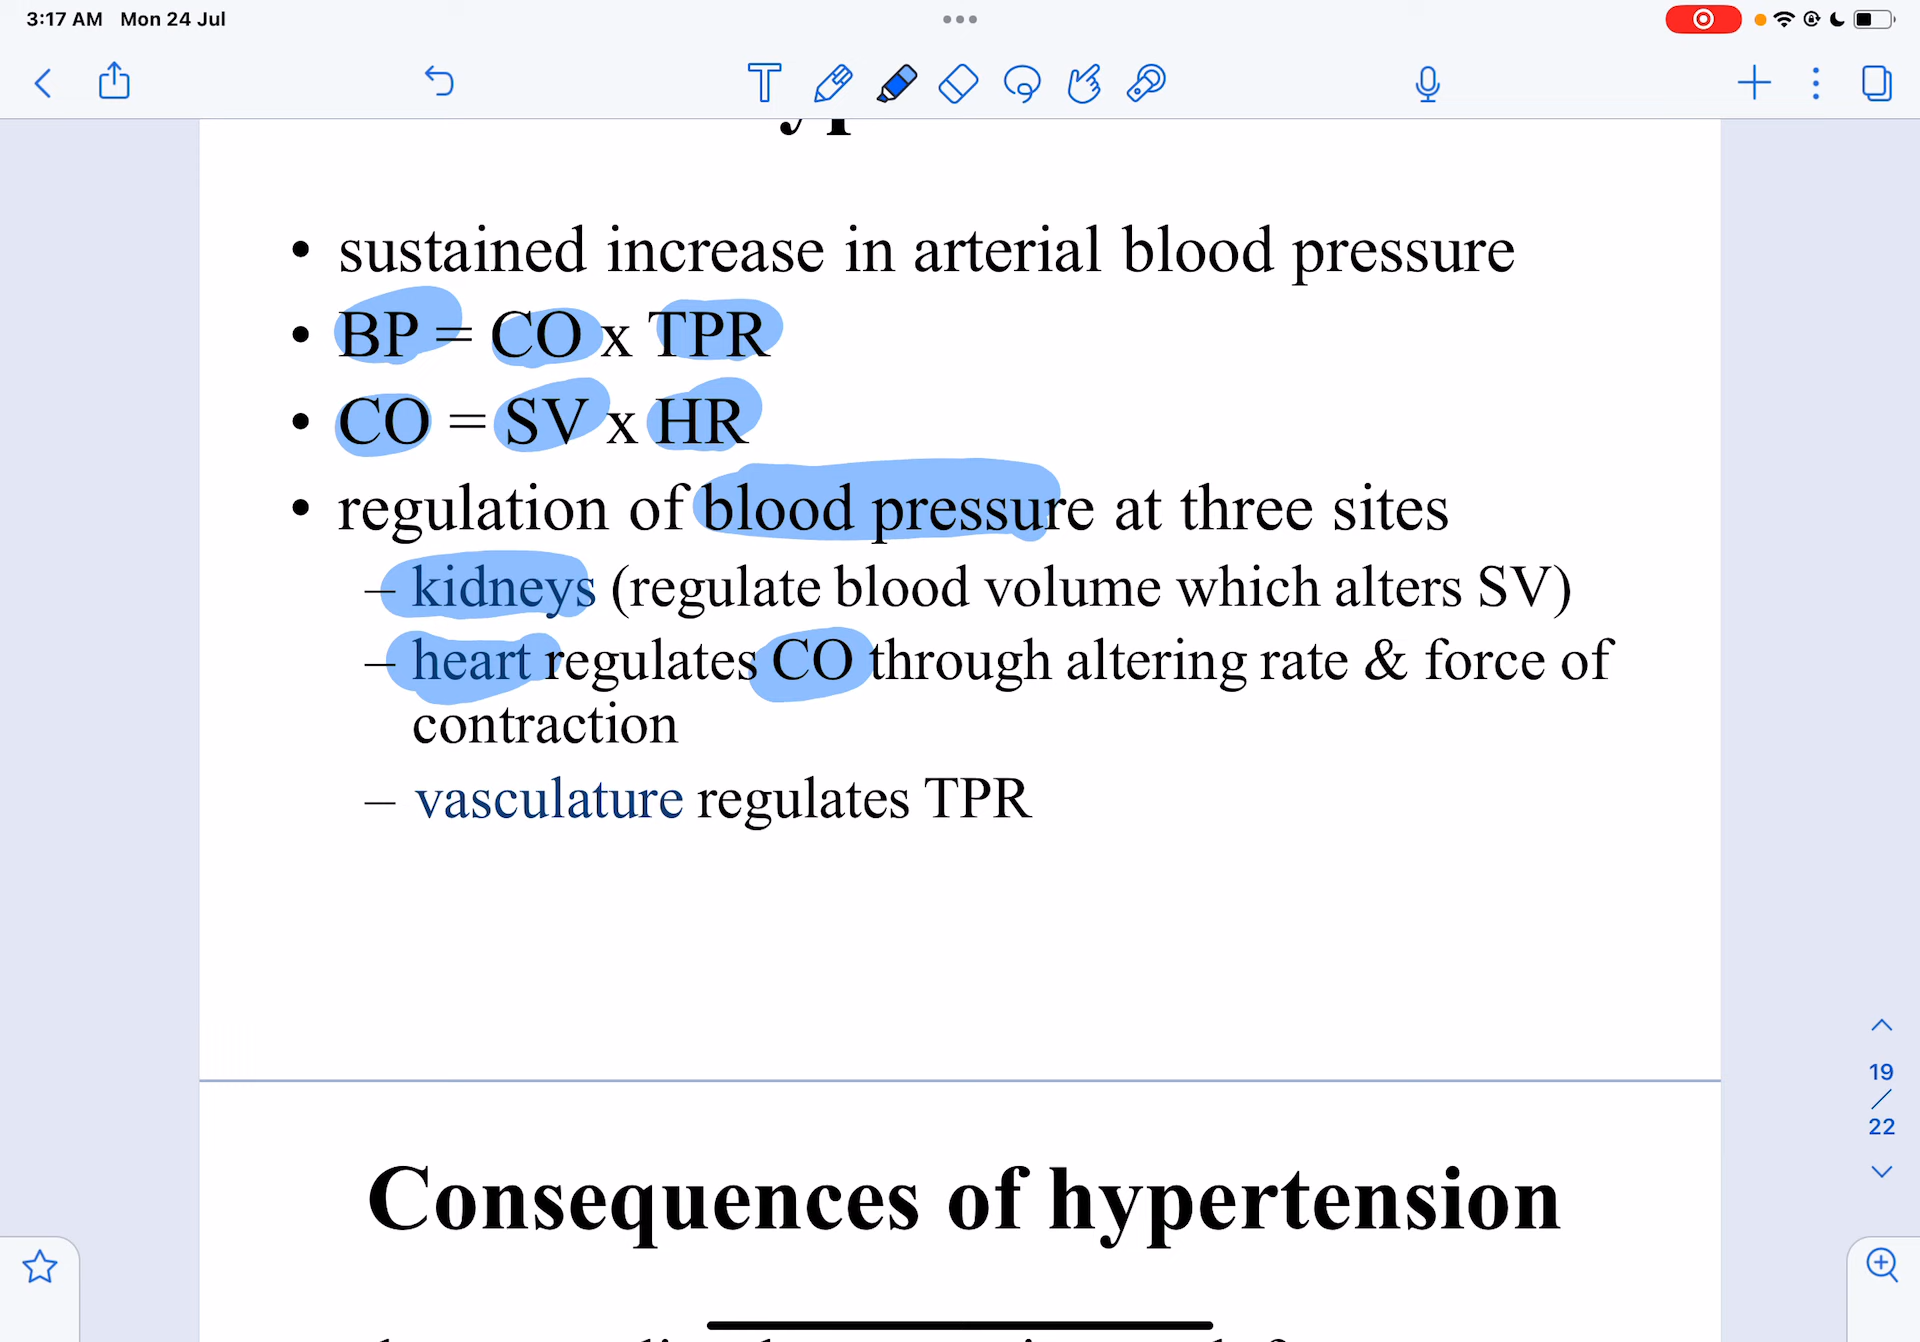 3:17 AM Mon 24 Jul
• sustained increase in arterial blood pressure
• BP = CO x TPR
• CO = SV x HR
• regulation of blood pressure at three sites
– kidneys (regulate blood volume which alters SV)
– heart regulates CO through altering rate & force of
contraction
– vasculature regulates TPR
19
/
22
Consequences of hypertension